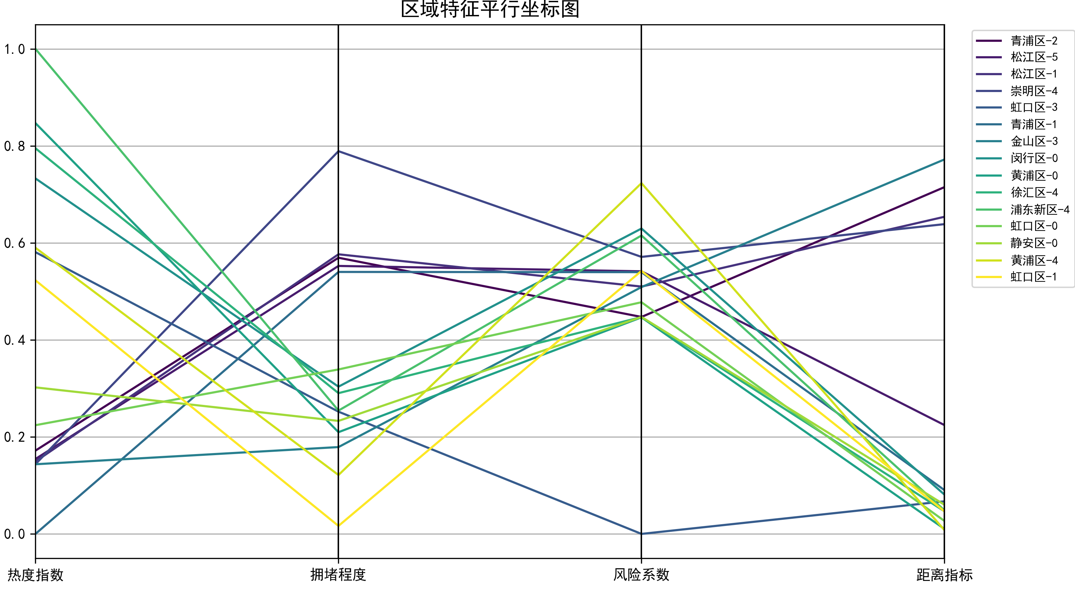 区域特征平行坐标图
1.0
0.8
0.6
0.4
0.2
0.0
热度指数
拥堵程度
风险系数
距离指标
青浦区-2
松江区-5
松江区-1
崇明区-4
虹口区-3
青浦区-1
金山区-3
闵行区-0
黄浦区-0
徐汇区-4
浦东新区-4
虹口区-0
静安区-0
黄浦区-4
虹口区-1